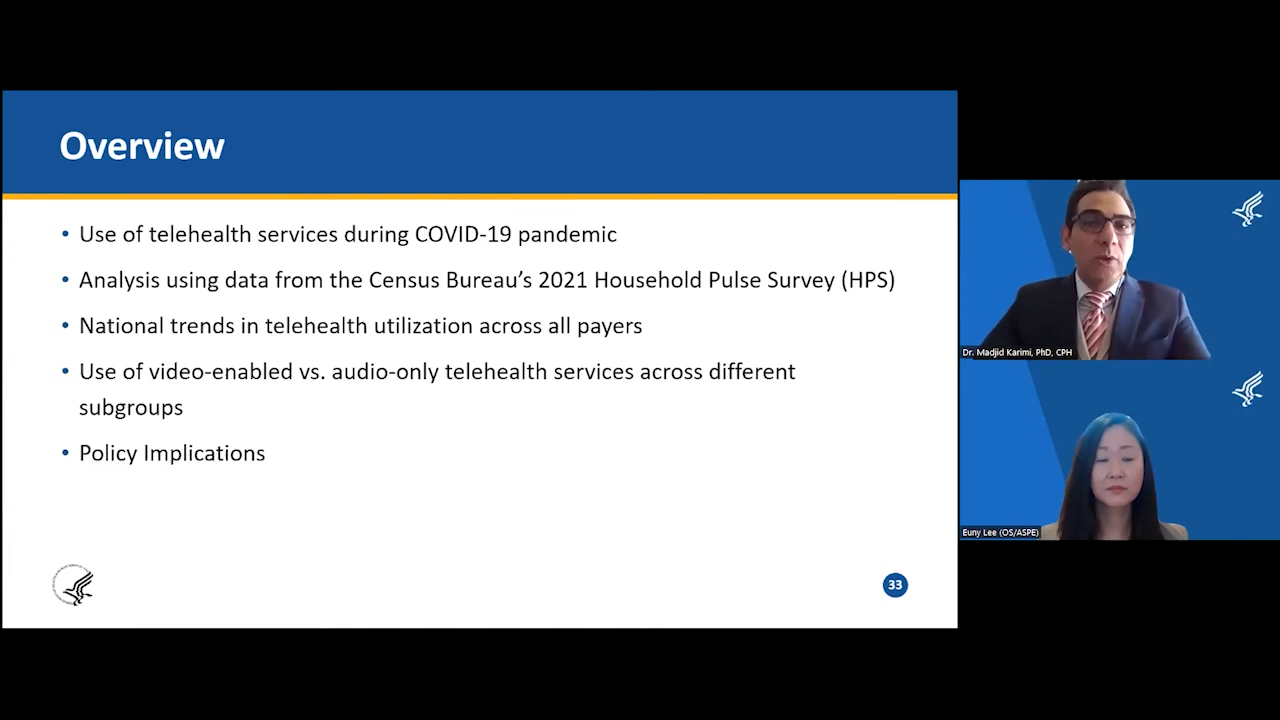 Overview
• Use of telehealth services during COVID-19 pandemic
• Analysis using data from the Census Bureau’s 2021 Household Pulse Survey (HPS)
• National trends in telehealth utilization across all payers
• Use of video-enabled vs. audio-only telehealth services across different
subgroups
• Policy Implications
33
Dr. Madjid Karimi, PhD, CPH
Euny Lee (OS/ASPE)